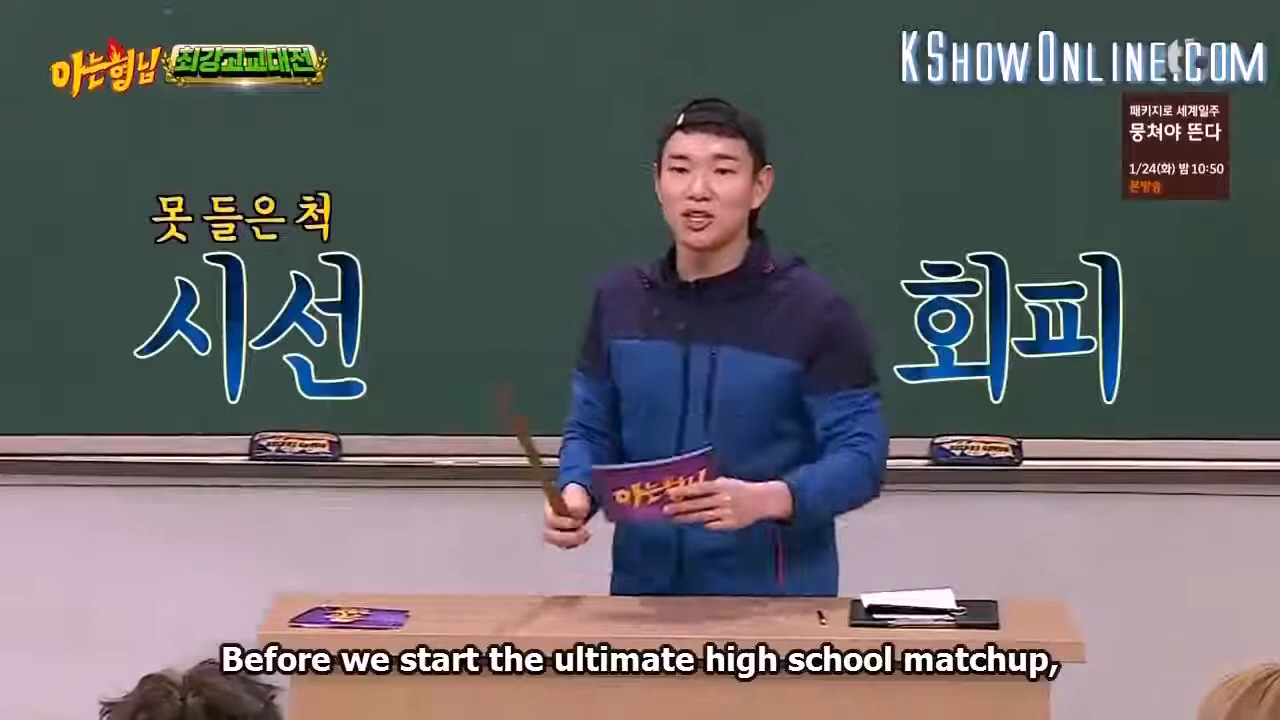 아는형님 최강고교대전
KSHOWONLINE.COM
패키지로 세계일주
뭉쳐야 뜬다
1/24(화) 밤 10:50
본방송
못 들은 척
시선 회피
아는형님
Before we start the ultimate high school matchup,